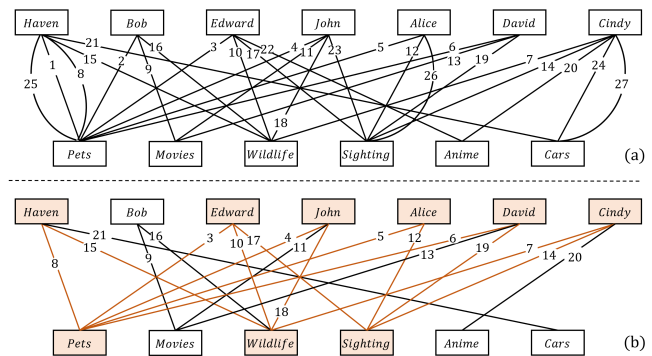 Haven Bob Edward John Alice David Cindy
21 16 3 10 17 22 4 11 23 5 12 6 13 7 14 20 24
25 1 15 8 2 9 18 26 19 27
Pets Movies Wildlife Sighting Anime Cars
(a)
Haven Bob Edward John Alice David Cindy
21 16 3 10 17 4 11 5 12 6 13 19 7 14 20
8 15 9 18
Pets Movies Wildlife Sighting Anime Cars
(b)